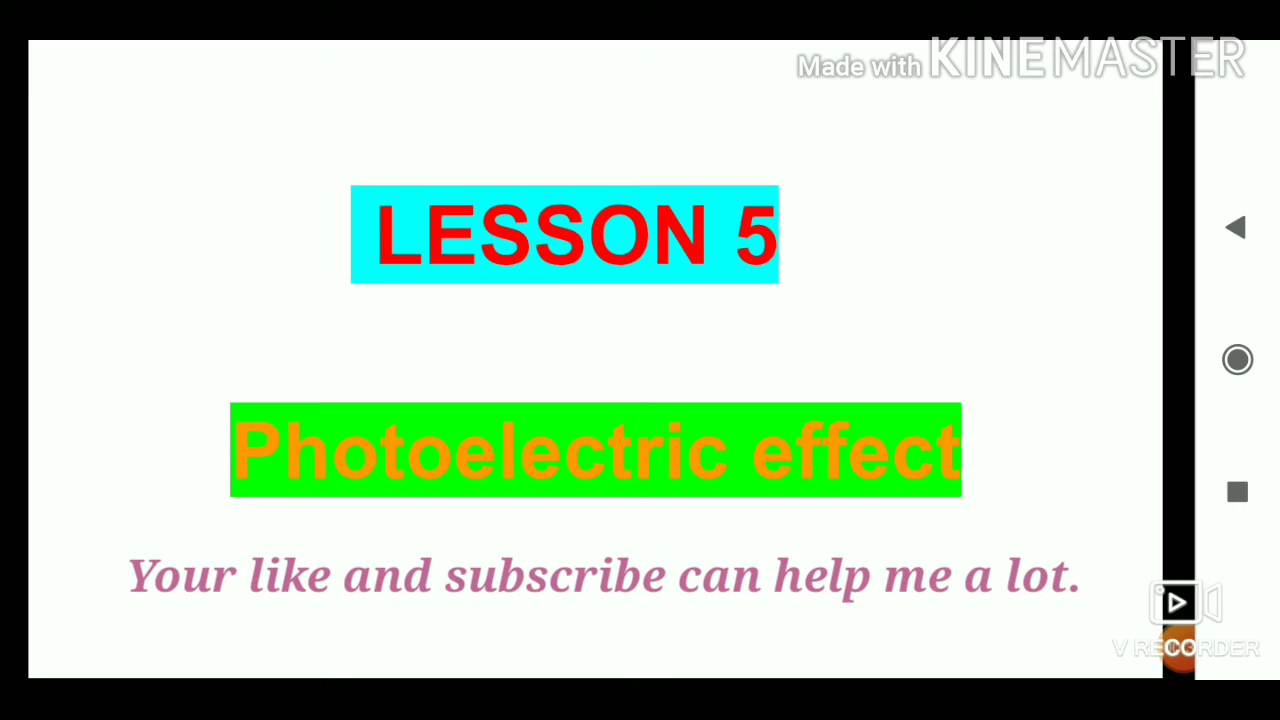 Made with KINEMASTER
LESSON 5
Photoelectric effect
Your like and subscribe can help me a lot.
V RECORDER